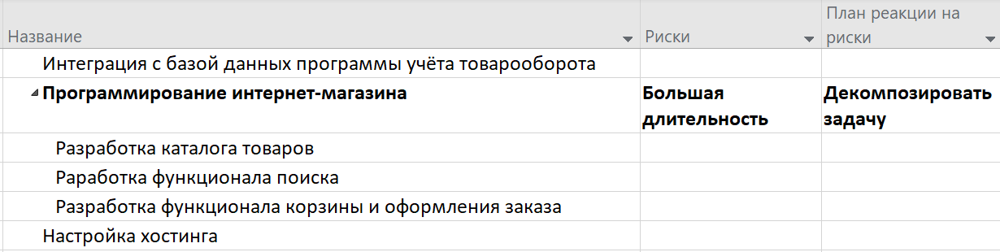 Название Риски План реакции на
риски
Интеграция с базой данных программы учёта товарооборота
Программирование интернет-магазина Большая Декомпозировать
длительность задачу
Разработка каталога товаров
Раработка функционала поиска
Разработка функционала корзины и оформления заказа
Настройка хостинга